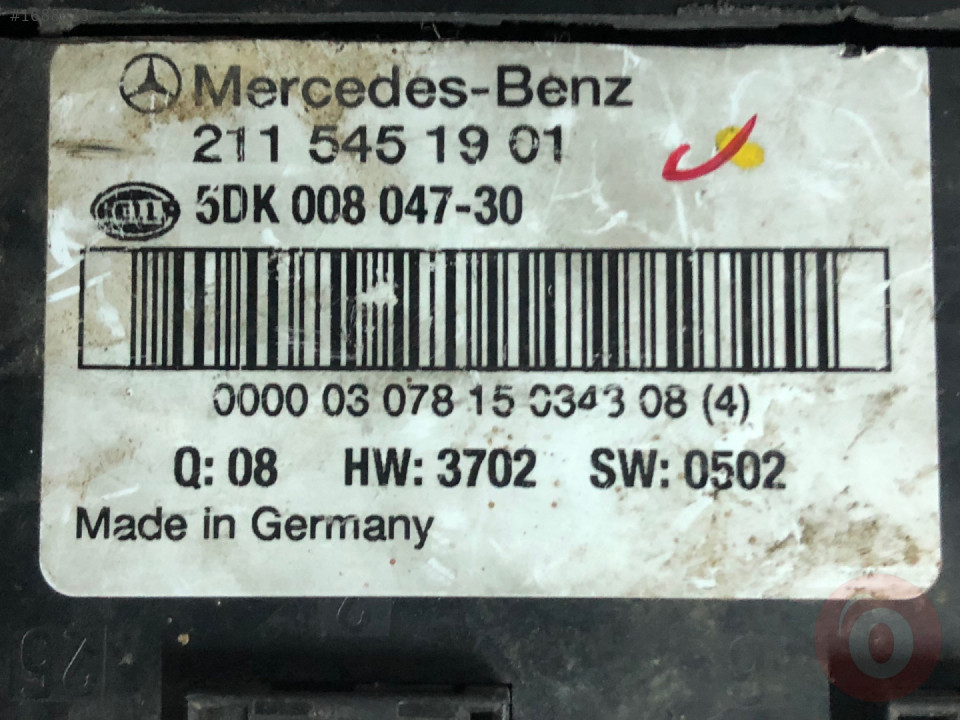 Mercedes-Benz
211 545 19 01
5DK 008 047-30
0000 03 078 15 0343 08 (4)
Q: 08 HW: 3702 SW: 0502
Made in Germany